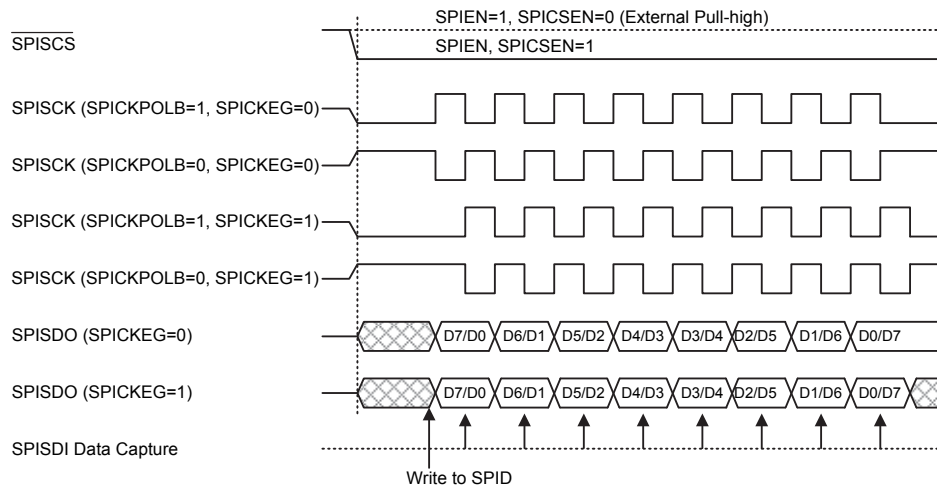 SPIEN=1, SPICSEN=0 (External Pull-high)
SPISCS
SPIEN, SPICSEN=1
SPISCK (SPICKPOLB=1, SPICKEG=0)
SPISCK (SPICKPOLB=0, SPICKEG=0)
SPISCK (SPICKPOLB=1, SPICKEG=1)
SPISCK (SPICKPOLB=0, SPICKEG=1)
SPISDO (SPICKEG=0) D7/D0 D6/D1 D5/D2 D4/D3 D3/D4 D2/D5 D1/D6 D0/D7
SPISDO (SPICKEG=1) D7/D0 D6/D1 D5/D2 D4/D3 D3/D4 D2/D5 D1/D6 D0/D7
SPISDI Data Capture
Write to SPID